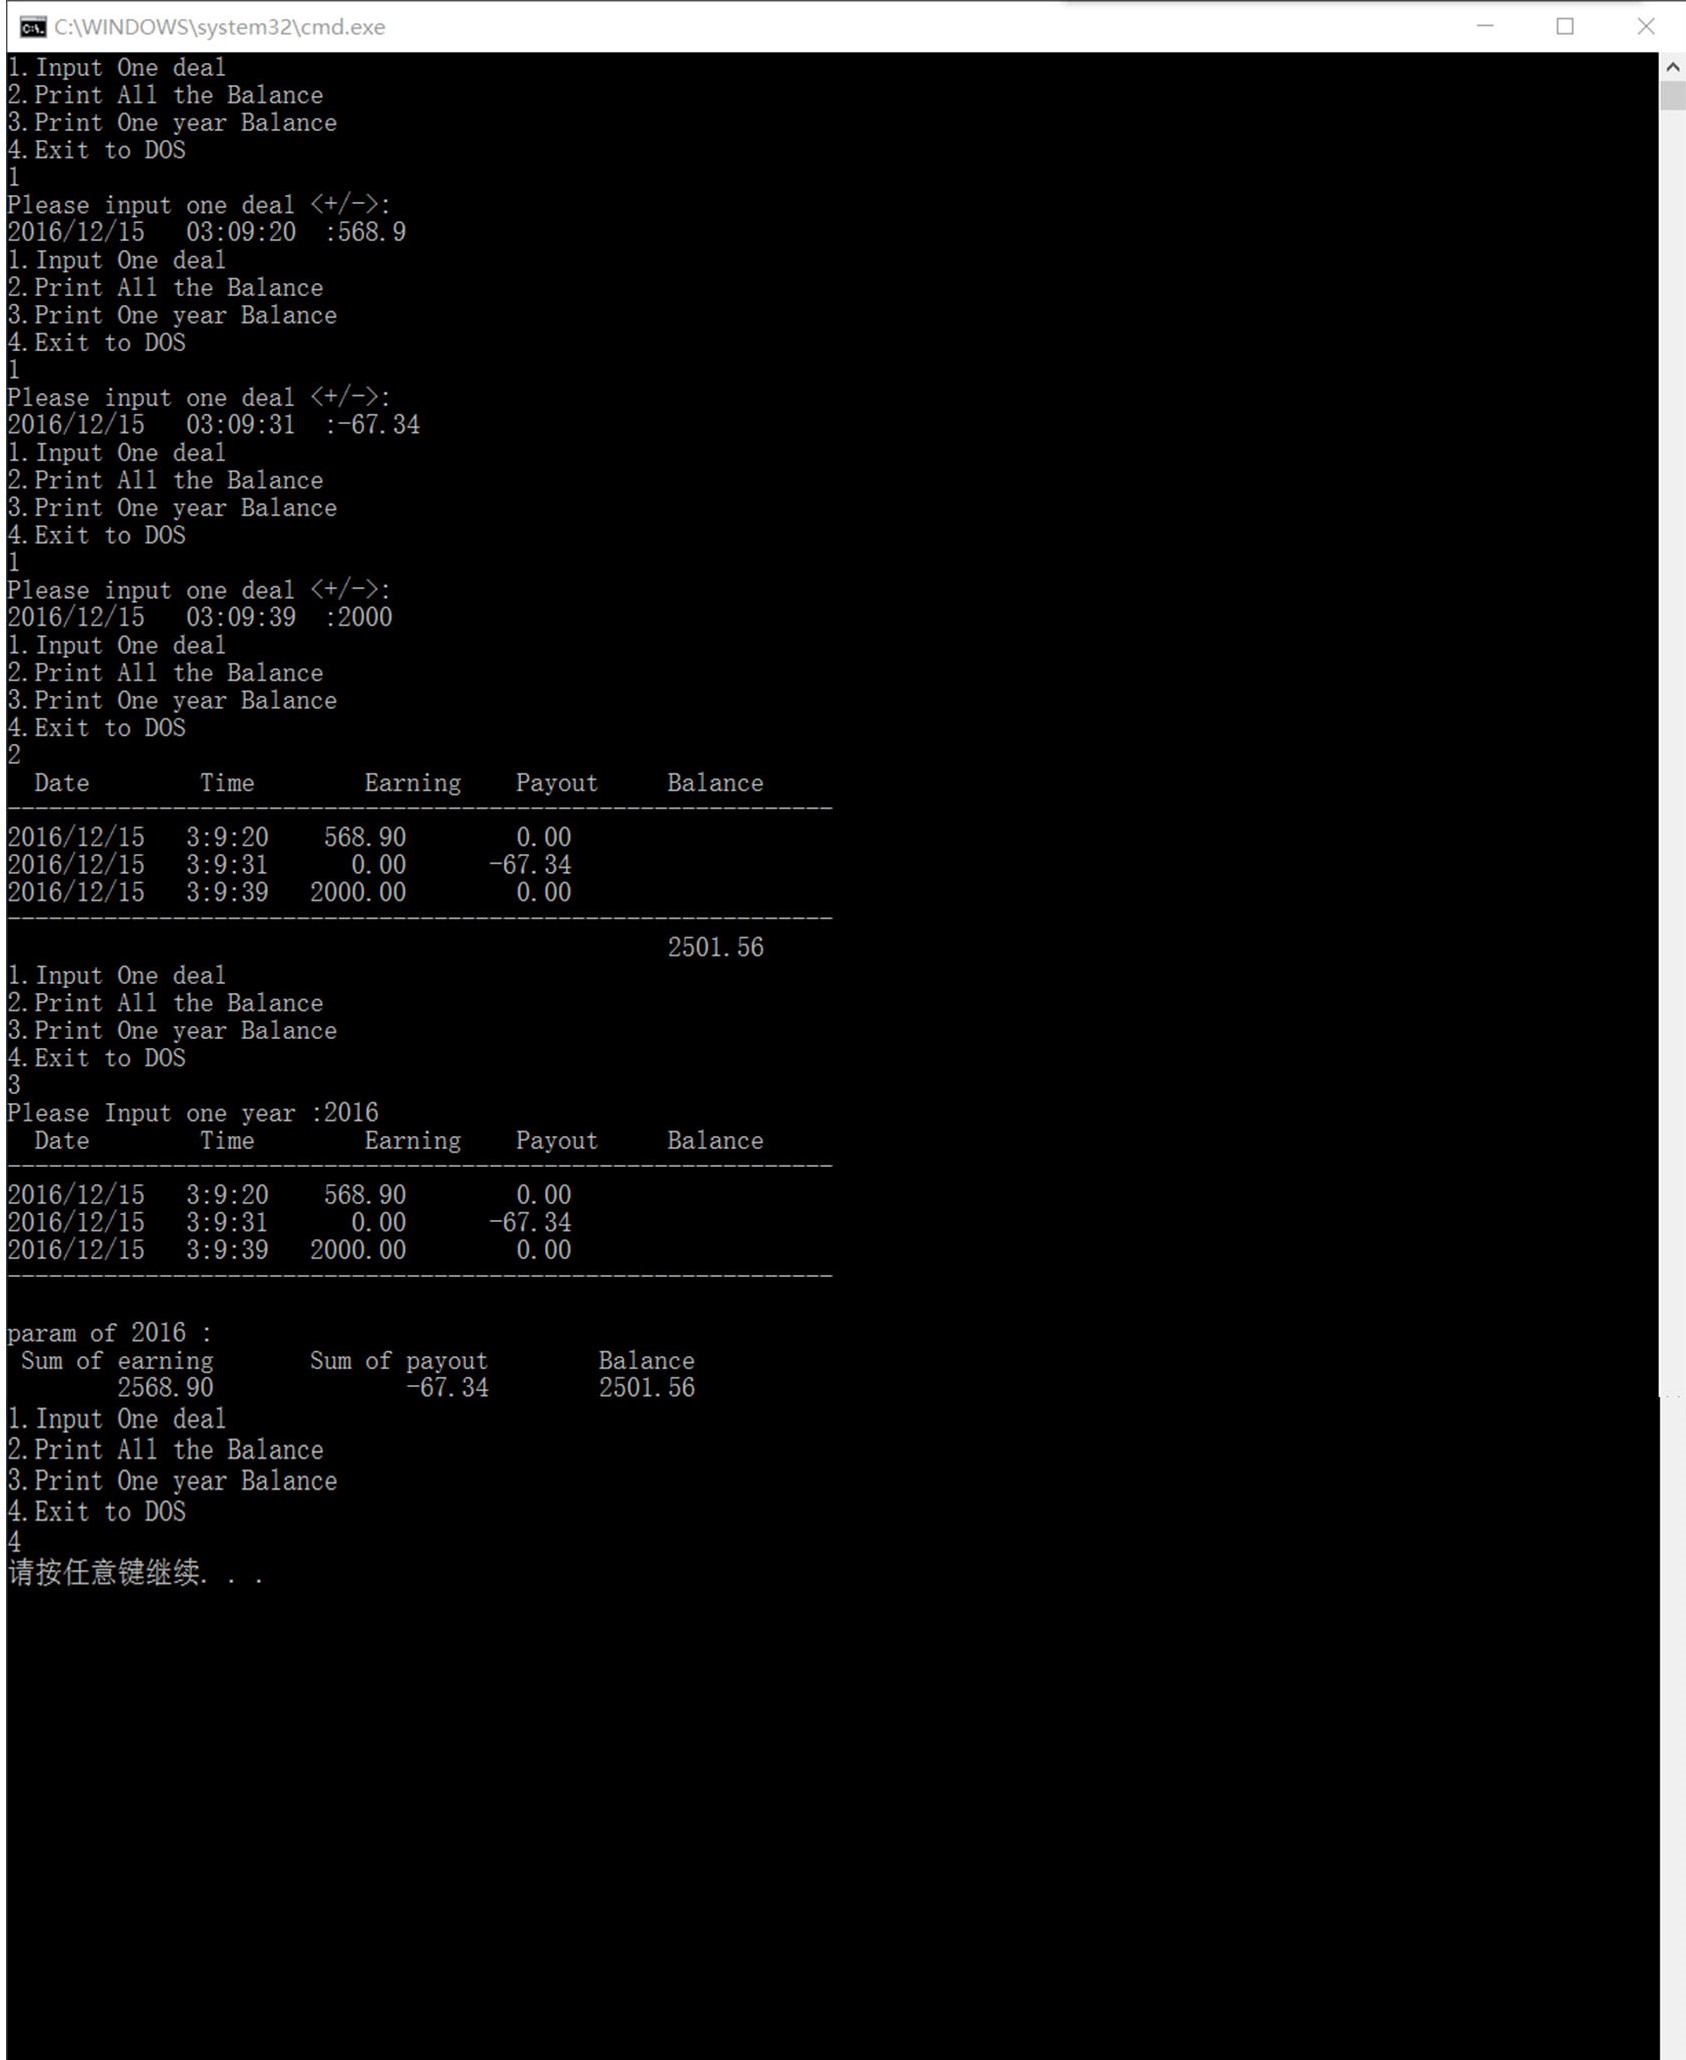 C:\WINDOWS\system32\cmd.exe
1.Input One deal
2.Print All the Balance
3.Print One year Balance
4.Exit to DOS
1
Please input one deal <+/->:
2016/12/15   03:09:20  :568.9
1.Input One deal
2.Print All the Balance
3.Print One year Balance
4.Exit to DOS
1
Please input one deal <+/->:
2016/12/15   03:09:31  :-67.34
1.Input One deal
2.Print All the Balance
3.Print One year Balance
4.Exit to DOS
1
Please input one deal <+/->:
2016/12/15   03:09:39  :2000
1.Input One deal
2.Print All the Balance
3.Print One year Balance
4.Exit to DOS
2
  Date        Time        Earning    Payout     Balance
------------------------------------------------------------
2016/12/15   3:9:20    568.90        0.00
2016/12/15   3:9:31      0.00      -67.34
2016/12/15   3:9:39   2000.00        0.00
------------------------------------------------------------
                                                2501.56
1.Input One deal
2.Print All the Balance
3.Print One year Balance
4.Exit to DOS
3
Please Input one year :2016
  Date        Time        Earning    Payout     Balance
------------------------------------------------------------
2016/12/15   3:9:20    568.90        0.00
2016/12/15   3:9:31      0.00      -67.34
2016/12/15   3:9:39   2000.00        0.00
------------------------------------------------------------
param of 2016 :
 Sum of earning       Sum of payout        Balance
        2568.90              -67.34        2501.56
1.Input One deal
2.Print All the Balance
3.Print One year Balance
4.Exit to DOS
4
请按任意键继续. . .